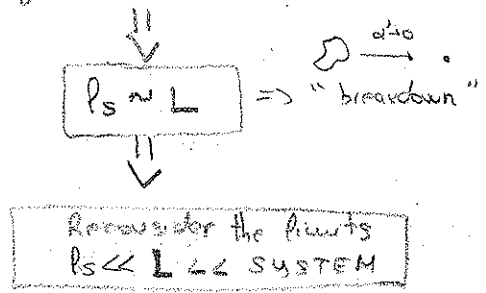 α'→0
ls ~ L => "breakdown"
Reconsider the limits
ls << L << SYSTEM